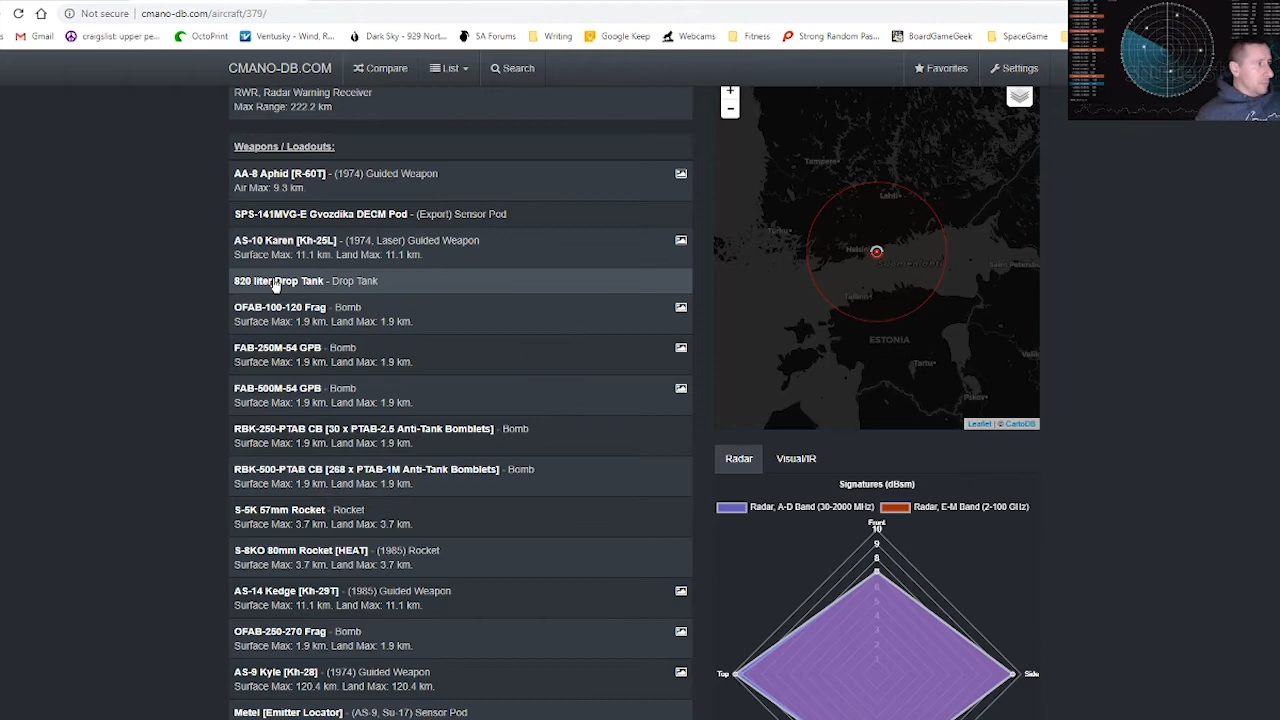 Not secure | cmano-db.com/aircraft/379/
Gmail
craigslist: upper pe...
929 Nort...
SA Forums
Webcams
Fitness
Strong Firm Pas...
BoardGameGeek
SpaceGame
CMANO-DB.COM
List
Search
Favorites
Settings
RWR, Radar Warning Receiver
Max Range: 222.2 km
Weapons / Loadouts:
AA-8 Aphid [R-60T] - (1974) Guided Weapon
Air Max: 9.3 km.
SPS-141MVG-E Gvozdika DECM Pod - (Export) Sensor Pod
AS-10 Karen [Kh-25L] - (1974, Laser) Guided Weapon
Surface Max: 11.1 km. Land Max: 11.1 km.
820 liter Drop Tank - Drop Tank
OFAB-100-120 Frag - Bomb
Surface Max: 1.9 km. Land Max: 1.9 km.
FAB-250M-54 GPB - Bomb
Surface Max: 1.9 km. Land Max: 1.9 km.
FAB-500M-54 GPB - Bomb
Surface Max: 1.9 km. Land Max: 1.9 km.
PTAB CB [30 x PTAB-2.5 Anti-Tank Bomblets] - Bomb
Surface Max: 1.9 km. Land Max: 1.9 km.
RBK-500 PTAB CB [268 x PTAB-1M Anti-Tank Bomblets] - Bomb
Surface Max: 1.9 km. Land Max: 1.9 km.
S-5K 57mm Rocket - Rocket
Surface Max: 3.7 km. Land Max: 3.7 km.
S-8KO 80mm Rocket [HEAT] - (1985) Rocket
Surface Max: 3.7 km. Land Max: 3.7 km.
AS-14 Kedge [Kh-29T] - (1985) Guided Weapon
Surface Max: 11.1 km. Land Max: 11.1 km.
OFAB-250-270 Frag - Bomb
Surface Max: 1.9 km. Land Max: 1.9 km.
AS-9 Kyle [Kh-28] - (1974) Guided Weapon
Surface Max: 120.4 km. Land Max: 120.4 km.
Metel [Emitter Locator] - (AS-9, Su-17) Sensor Pod
+
-
Tampere
Lahti
Turku
Helsinki
Saint Petersburg
Tallinn
ESTONIA
Tartu
Pskov
Leaflet | © CartoDB
Radar
Visual/IR
Signatures (dBsm)
Radar, A-D Band (30-2000 MHz)
Radar, E-M Band (2-100 GHz)
Front
10
9
8
6
5
4
3
2
1
Top
Side